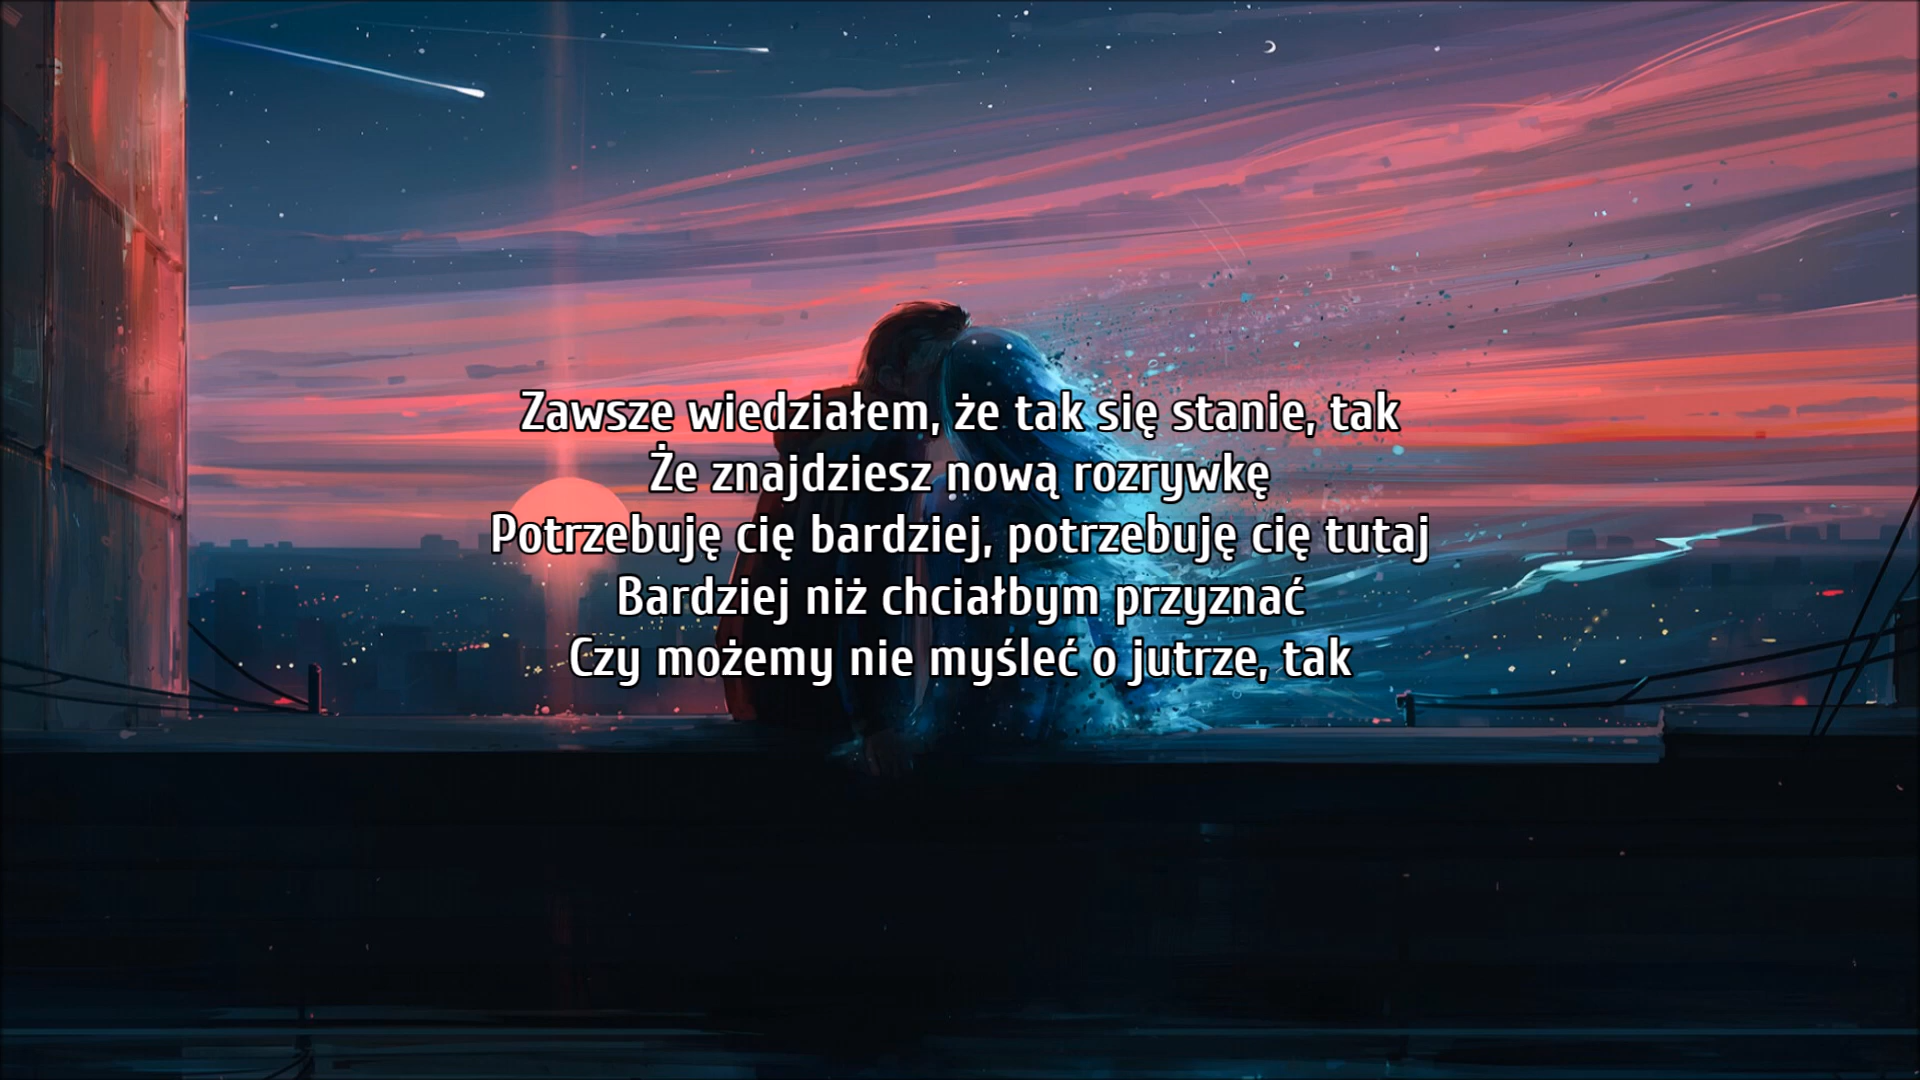 Zawsze wiedziałem, że tak się stanie, tak
Że znajdziesz nową rozrywkę
Potrzebuję cię bardziej, potrzebuję cię tutaj
Bardziej niż chciałbym przyznać
Czy możemy nie myśleć o jutrze, tak